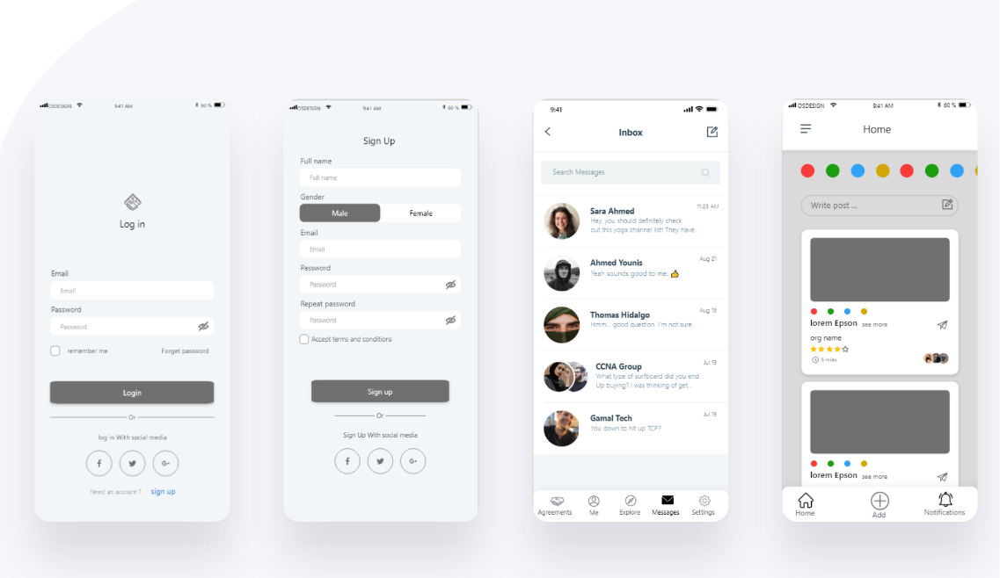 OSDESIGN 9:41 AM 60 %
Log in
Email
Email
Password
Password
remember me Forget password
Login
Or
log in With social media
f G+
Need an account ? sign up
OSDESIGN 9:41 AM 60 %
Sign Up
Full name
Full name
Gender
Male Female
Email
Email
Password
Password
Repeat password
Password
Accept terms and conditions
Sign up
Or
Sign Up With social media
f G+
9:41
Inbox
Search Messages
Sara Ahmed 11:23 AM
Hey, you should definitely check
out this yoga channel list! They have...
Ahmed Younis Aug 21
Yeah sounds good to me. 👍
Thomas Hidalgo Aug 19
Hmm... good question. I'm not sure
CCNA Group Jul 19
What type of surfboard did you end
Up buying? I was thinking of get...
Gamal Tech Jul 19
You down to hit up TCP?
Agreements Me Explore Messages Settings
OSDESIGN 9:41 AM 60 %
Home
Write post ...
lorem Epson see more
org name
5 mins
lorem Epson see more
Home Add Notifications